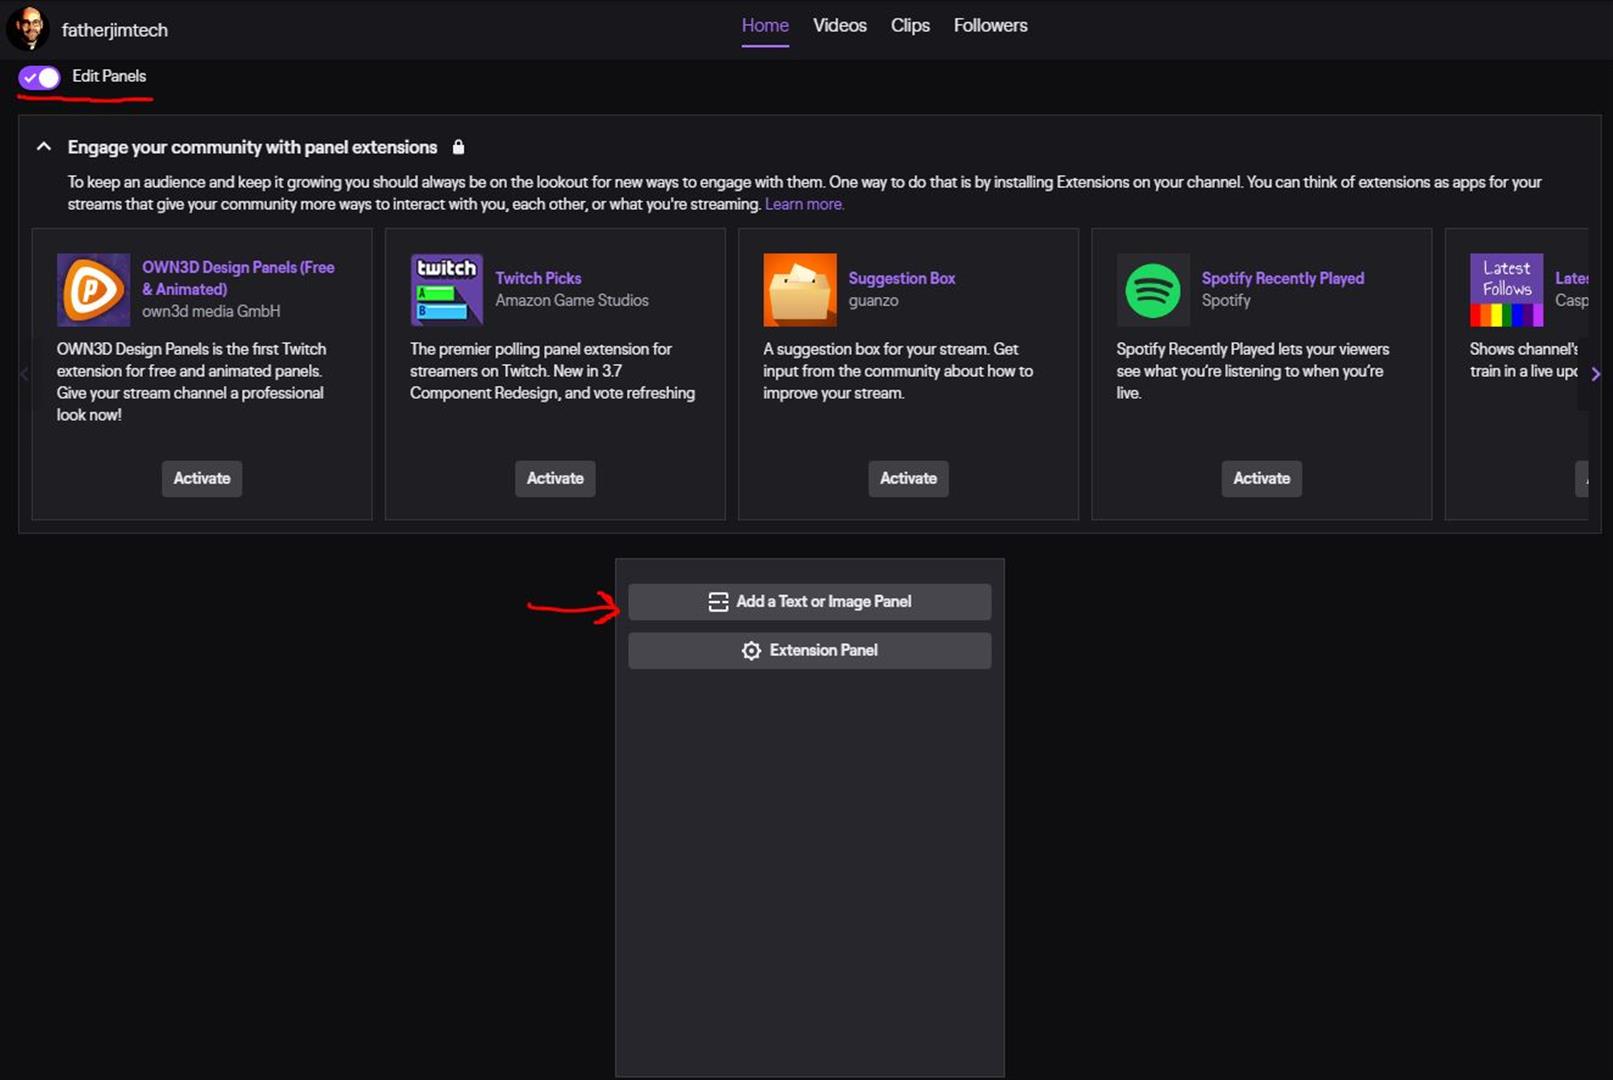 fatherjimtech
Home Videos Clips Followers
Edit Panels
Engage your community with panel extensions
To keep an audience and keep it growing you should always be on the lookout for new ways to engage with them. One way to do that is by installing Extensions on your channel. You can think of extensions as apps for your
streams that give your community more ways to interact with you, each other, or what you're streaming. Learn more.
OWN3D Design Panels (Free
& Animated)
own3d media GmbH
OWN3D Design Panels is the first Twitch
extension for free and animated panels.
Give your stream channel a professional
look now!
Activate
twitch
A
B
Twitch Picks
Amazon Game Studios
The premier polling panel extension for
streamers on Twitch. New in 3.7
Component Redesign, and vote refreshing
Activate
Suggestion Box
guanzo
A suggestion box for your stream. Get
input from the community about how to
improve your stream.
Activate
Spotify Recently Played
Spotify
Spotify Recently Played lets your viewers
see what you’re listening to when you’re
live.
Activate
Latest
Follows
Shows channel's
train in a live
Add a Text or Image Panel
Extension Panel